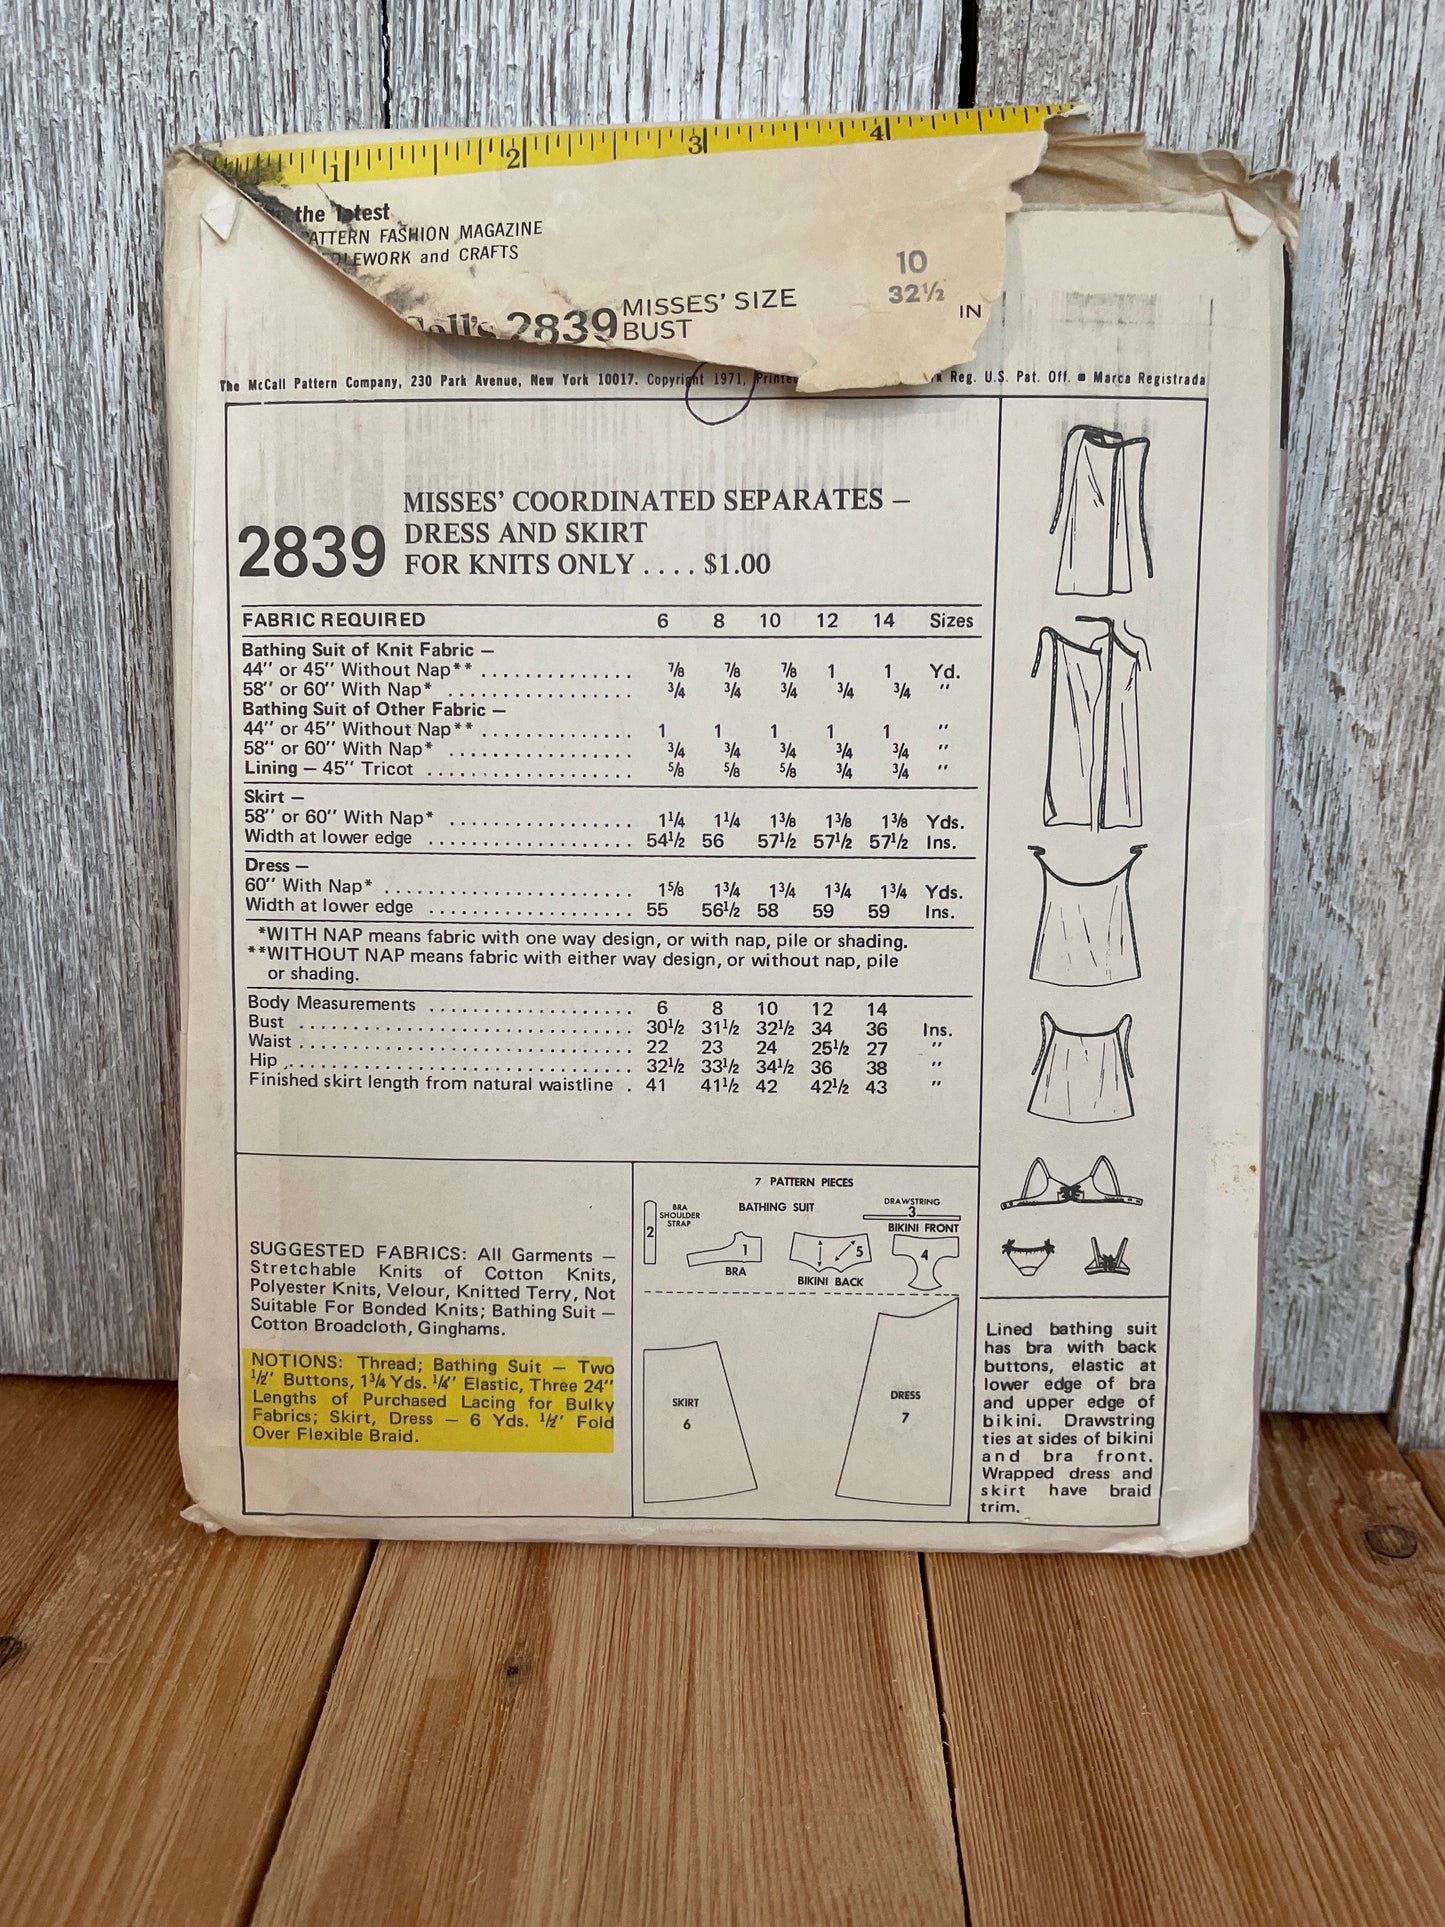 1 2 3 4
the latest
PATTERN FASHION MAGAZINE
and CRAFTS
2839 MISSES' SIZE 10
BUST 32½ IN
The McCall Pattern Company, 230 Park Avenue, New York 10017. Copyright 1971, Printed Reg. U.S. Pat. Off. ■ Marca Registrada
2839
MISSES' COORDINATED SEPARATES —
DRESS AND SKIRT
FOR KNITS ONLY .... $1.00
FABRIC REQUIRED 6 8 10 12 14 Sizes
Bathing Suit of Knit Fabric —
44" or 45" Without Nap** .............. 7/8 7/8 7/8 1 1 Yd.
58" or 60" With Nap* ................. 3/4 3/4 3/4 3/4 3/4 "
Bathing Suit of Other Fabric —
44" or 45" Without Nap** .............. 1 1 1 1 1 "
58" or 60" With Nap* ................. 3/4 3/4 3/4 3/4 3/4 "
Lining — 45" Tricot ................... 5/8 5/8 5/8 3/4 3/4 "
Skirt —
58" or 60" With Nap* ................. 1¼ 1¼ 1⅜ 1⅜ 1⅜ Yds.
Width at lower edge ................... 54½ 56 57½ 57½ 57½ Ins.
Dress —
60" With Nap* ....................... 1⅝ 1¾ 1¾ 1¾ 1¾ Yds.
Width at lower edge ................... 55 56½ 58 59 59 Ins.
*WITH NAP means fabric with one way design, or with nap, pile or shading.
**WITHOUT NAP means fabric with either way design, or without nap, pile
or shading.
Body Measurements ................... 6 8 10 12 14
Bust ............................... 30½ 31½ 32½ 34 36 Ins.
Waist ............................... 22 23 24 25½ 27 "
Hip ................................ 32½ 33½ 34½ 36 38 "
Finished skirt length from natural waistline . 41 41½ 42 42½ 43 "
SUGGESTED FABRICS: All Garments —
Stretchable Knits of Cotton Knits,
Polyester Knits, Velour, Knitted Terry, Not
Suitable For Bonded Knits; Bathing Suit —
Cotton Broadcloth, Ginghams.
NOTIONS: Thread; Bathing Suit — Two
½" Buttons, 1¾ Yds. ¼" Elastic, Three 24"
Lengths of Purchased Lacing for Bulky
Fabrics; Skirt, Dress — 6 Yds. ½" Fold
Over Flexible Braid.
7 PATTERN PIECES
BATHING SUIT
2
BRA
SHOULDER
STRAP
1
BRA
5
BIKINI BACK
DRAWSTRING
3
BIKINI FRONT
4
SKIRT
6
DRESS
7
Lined bathing suit
has bra with back
buttons, elastic at
lower edge of bra
and upper edge of
bikini. Drawstring
ties at sides of bikini
and bra front.
Wrapped dress and
skirt have braid
trim.